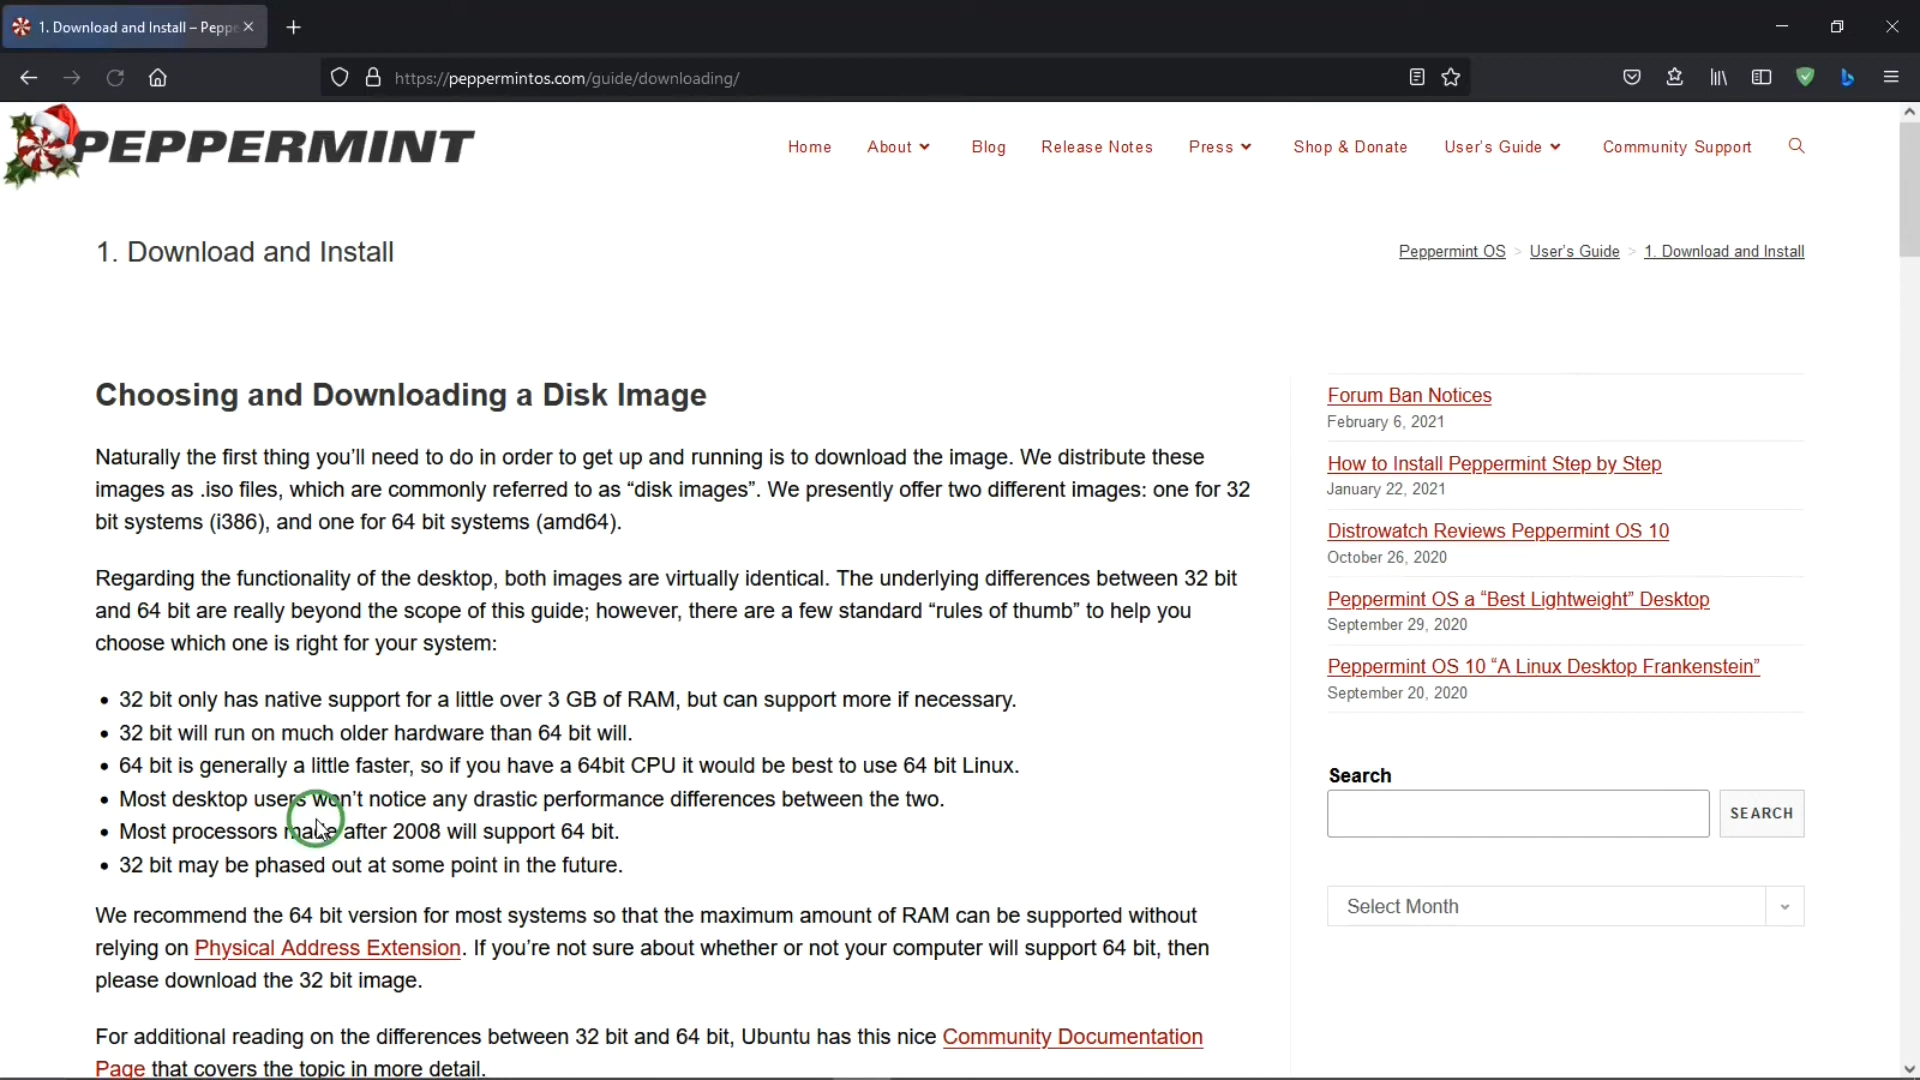 1. Download and Install – Pepp
https://peppermintos.com/guide/downloading/
PEPPERMINT
Home About Blog Release Notes Press Shop & Donate User's Guide Community Support
1. Download and Install
Peppermint OS > User's Guide > 1. Download and Install
Choosing and Downloading a Disk Image
Naturally the first thing you’ll need to do in order to get up and running is to download the image. We distribute these
images as .iso files, which are commonly referred to as “disk images”. We presently offer two different images: one for 32
bit systems (i386), and one for 64 bit systems (amd64).
Regarding the functionality of the desktop, both images are virtually identical. The underlying differences between 32 bit
and 64 bit are really beyond the scope of this guide; however, there are a few standard “rules of thumb” to help you
choose which one is right for your system:
• 32 bit only has native support for a little over 3 GB of RAM, but can support more if necessary.
• 32 bit will run on much older hardware than 64 bit will.
• 64 bit is generally a little faster, so if you have a 64bit CPU it would be best to use 64 bit Linux.
• Most desktop users won’t notice any drastic performance differences between the two.
• Most processors made after 2008 will support 64 bit.
• 32 bit may be phased out at some point in the future.
We recommend the 64 bit version for most systems so that the maximum amount of RAM can be supported without
relying on Physical Address Extension. If you’re not sure about whether or not your computer will support 64 bit, then
please download the 32 bit image.
For additional reading on the differences between 32 bit and 64 bit, Ubuntu has this nice Community Documentation
Page that covers the topic in more detail.
Forum Ban Notices
February 6, 2021
How to Install Peppermint Step by Step
January 22, 2021
Distrowatch Reviews Peppermint OS 10
October 26, 2020
Peppermint OS a “Best Lightweight” Desktop
September 29, 2020
Peppermint OS 10 “A Linux Desktop Frankenstein”
September 20, 2020
Search
SEARCH
Select Month